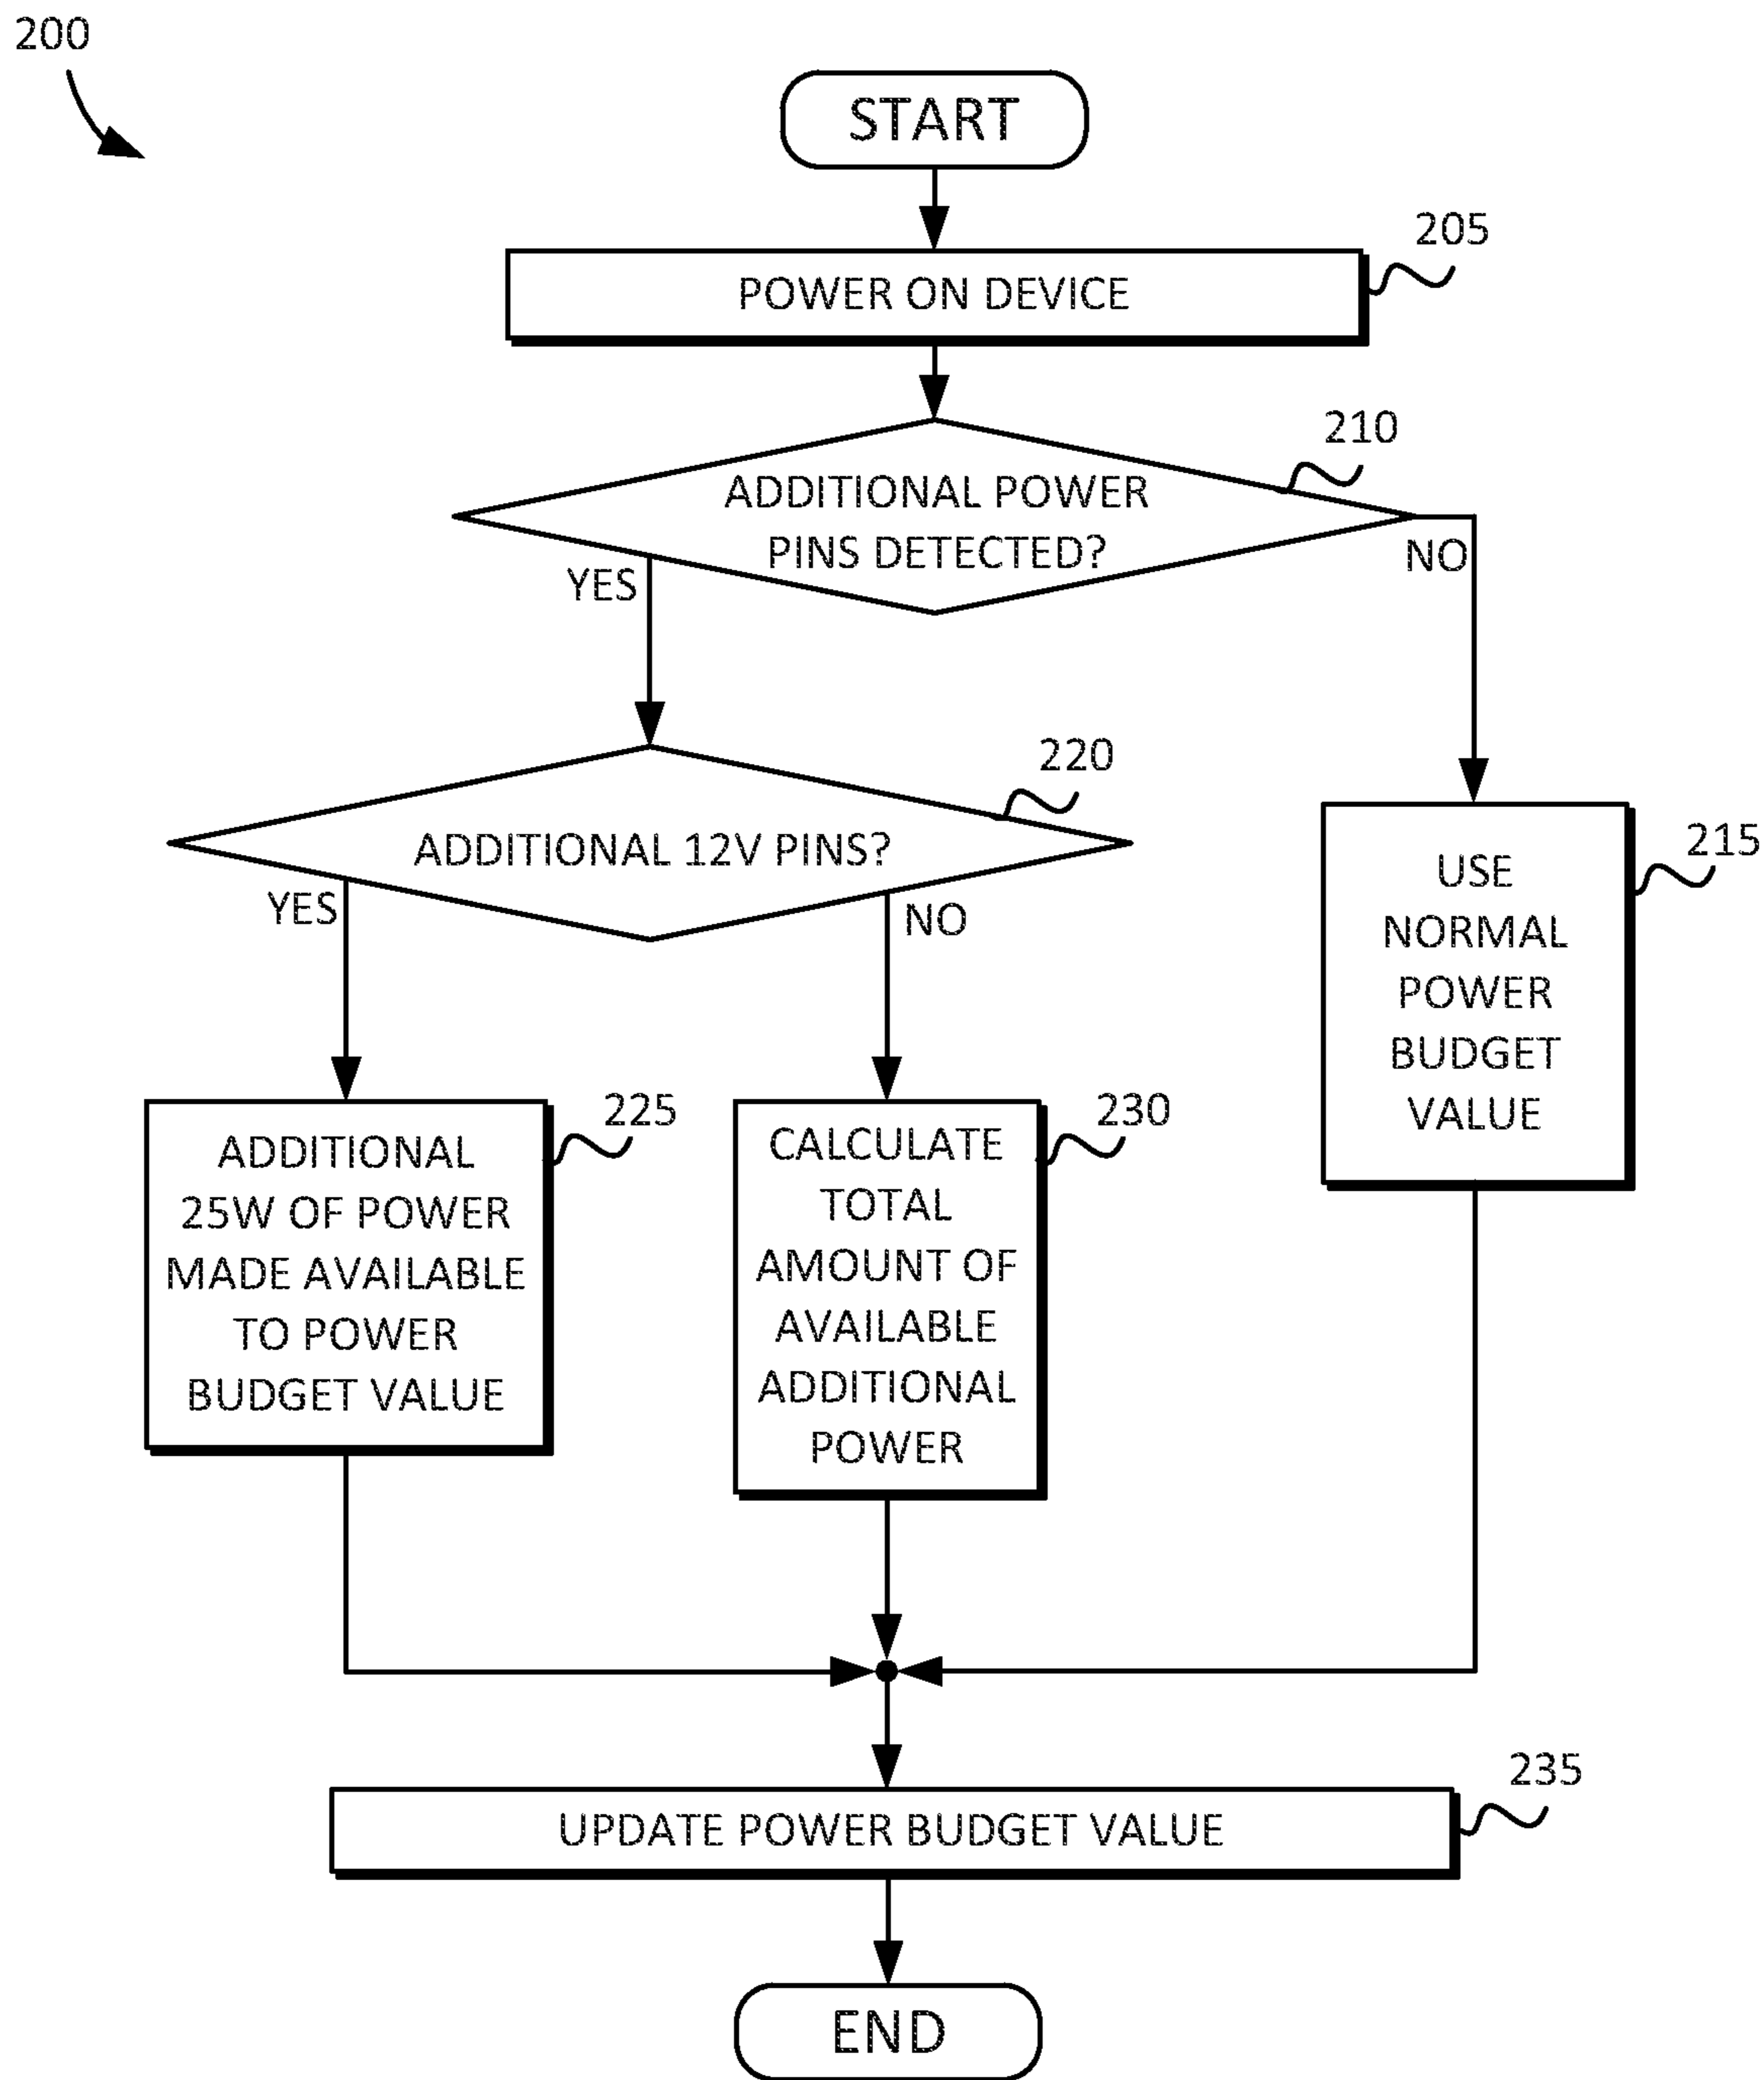 200
START
205
POWER ON DEVICE
210
ADDITIONAL POWER
PINS DETECTED?
YES
NO
220
ADDITIONAL 12V PINS?
YES
NO
215
USE
NORMAL
POWER
BUDGET
VALUE
225
ADDITIONAL
25W OF POWER
MADE AVAILABLE
TO POWER
BUDGET VALUE
230
CALCULATE
TOTAL
AMOUNT OF
AVAILABLE
ADDITIONAL
POWER
235
UPDATE POWER BUDGET VALUE
END